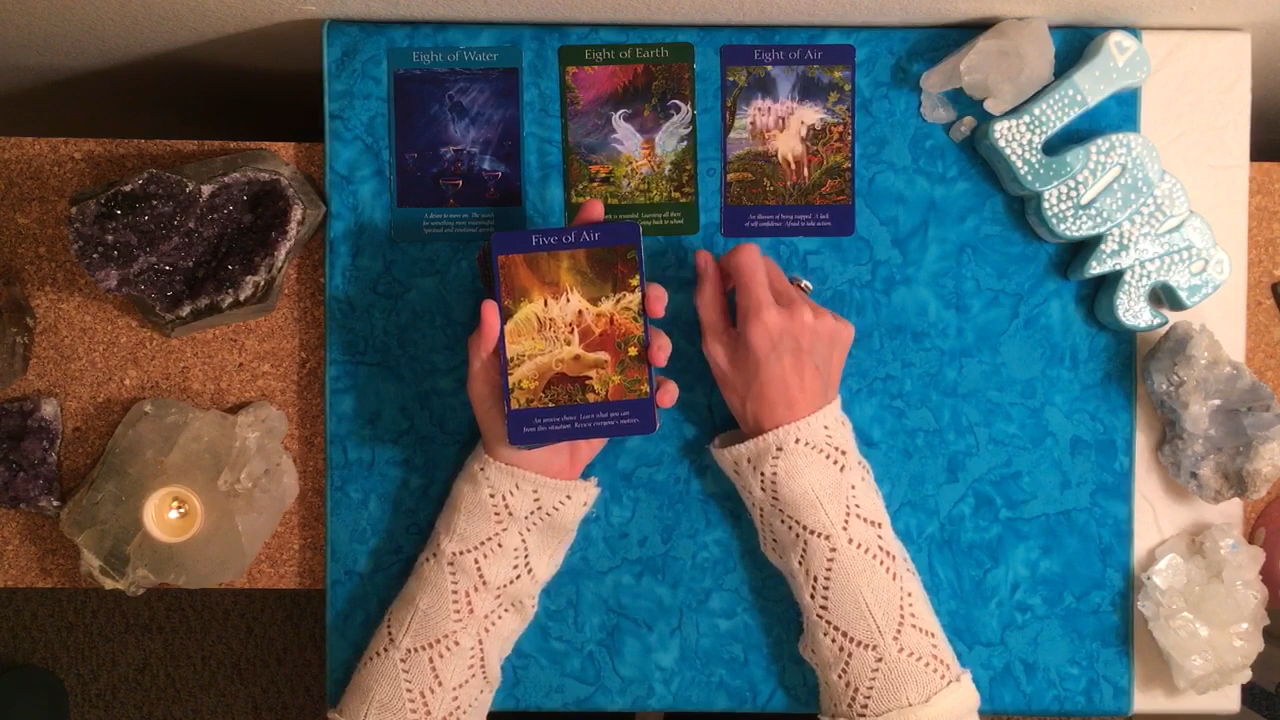 Eight of Water
Eight of Earth
Eight of Air
A desire to move on. The search
for something more meaningful.
Spiritual and emotional growth.
work is rewarded. Learning all there
Going back to school.
An illusion of being trapped. A lack
of self-confidence. Afraid to take action.
Five of Air
An unwise choice. Learn what you can
from this situation. Review everyone's motives.